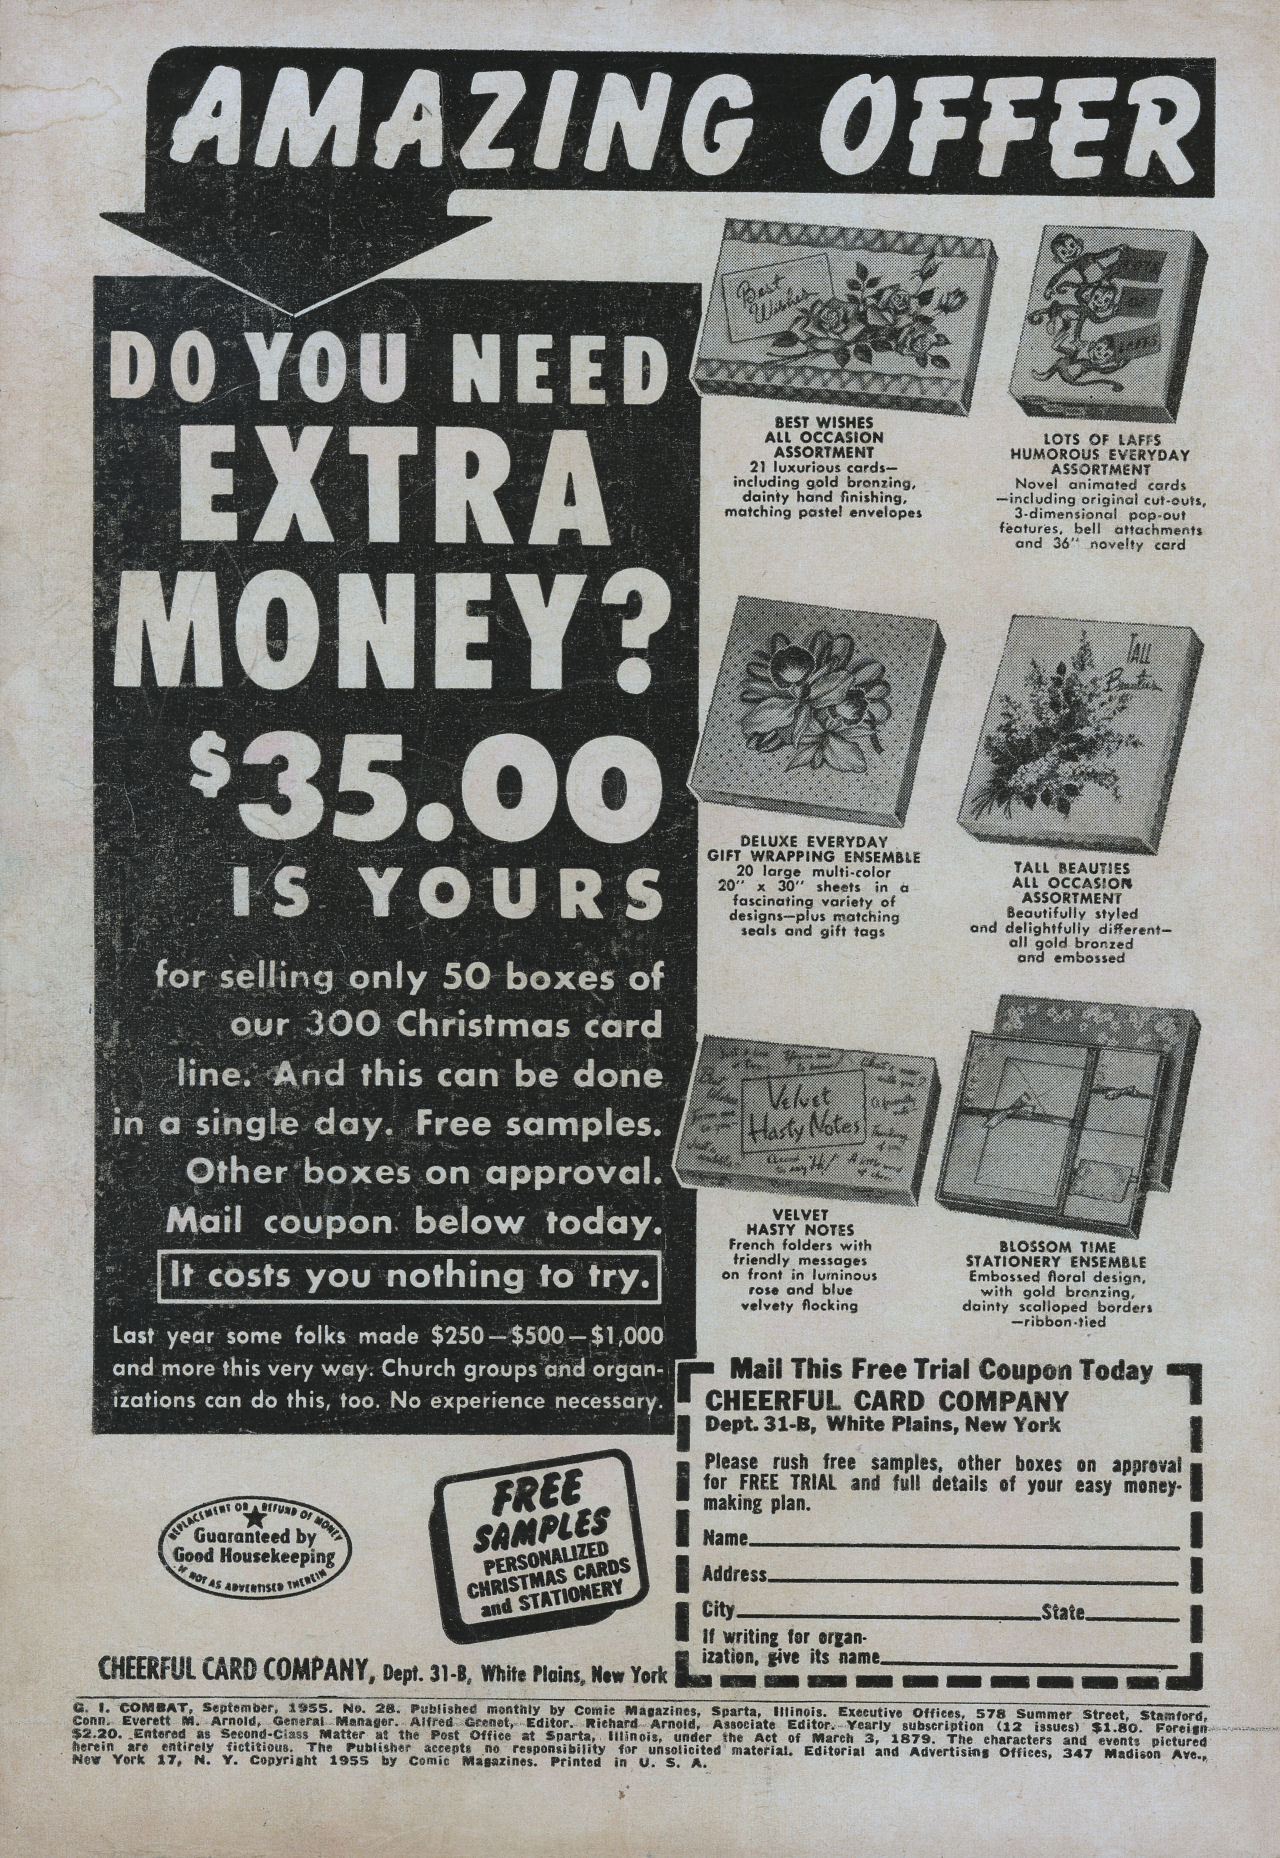 AMAZING OFFER
DO YOU NEED
EXTRA
MONEY?
$35.00
IS YOURS
for selling only 50 boxes of
our 300 Christmas card
line. And this can be done
in a single day. Free samples.
Other boxes on approval.
Mail coupon below today.
It costs you nothing to try.
Last year some folks made $250—$500—$1,000
and more this very way. Church groups and organ-
izations can do this, too. No experience necessary.
Best
Wishes
BEST WISHES
ALL OCCASION
ASSORTMENT
21 luxurious cards—
including gold bronzing,
dainty hand finishing,
matching pastel envelopes
LOTS
OF
LAFFS
LOTS OF LAFFS
HUMOROUS EVERYDAY
ASSORTMENT
Novel animated cards
—including original cut-outs,
3-dimensional pop-out
features, bell attachments
and 36" novelty card
DELUXE EVERYDAY
GIFT WRAPPING ENSEMBLE
20 large multi-color
20" x 30" sheets in a
fascinating variety of
designs—plus matching
seals and gift tags
TALL
Beauties
TALL BEAUTIES
ALL OCCASION
ASSORTMENT
Beautifully styled
and delightfully different—
all gold bronzed
and embossed
Velvet
Hasty Notes
VELVET
HASTY NOTES
French folders with
friendly messages
on front in luminous
rose and blue
velvety flocking
BLOSSOM TIME
STATIONERY ENSEMBLE
Embossed floral design,
with gold bronzing,
dainty scalloped borders
—ribbon-tied
Mail This Free Trial Coupon Today
CHEERFUL CARD COMPANY
Dept. 31-B, White Plains, New York
Please rush free samples, other boxes on approval
for FREE TRIAL and full details of your easy money-
making plan.
Name
Address
City State
If writing for organ-
ization, give its name
REPLACEMENT OR REFUND OF MONEY
Guaranteed by
Good Housekeeping
IF NOT AS ADVERTISED THEREIN
FREE
SAMPLES
PERSONALIZED
CHRISTMAS CARDS
and STATIONERY
CHEERFUL CARD COMPANY, Dept. 31-B, White Plains, New York
G. I. COMBAT, September, 1955. No. 28. Published monthly by Comic Magazines, Sparta, Illinois. Executive Offices, 578 Summer Street, Stamford,
Conn. Everett M. Arnold, General Manager. Alfred Grenet, Editor. Richard Arnold, Associate Editor. Yearly subscription (12 issues) $1.80. Foreign
$2.20. Entered as Second-Class Matter at the Post Office at Sparta, Illinois, under the Act of March 3, 1879. The characters and events pictured
herein are entirely fictitious. The Publisher accepts no responsibility for unsolicited material. Editorial and Advertising Offices, 347 Madison Ave.,
New York 17, N. Y. Copyright 1955 by Comic Magazines. Printed in U. S. A.